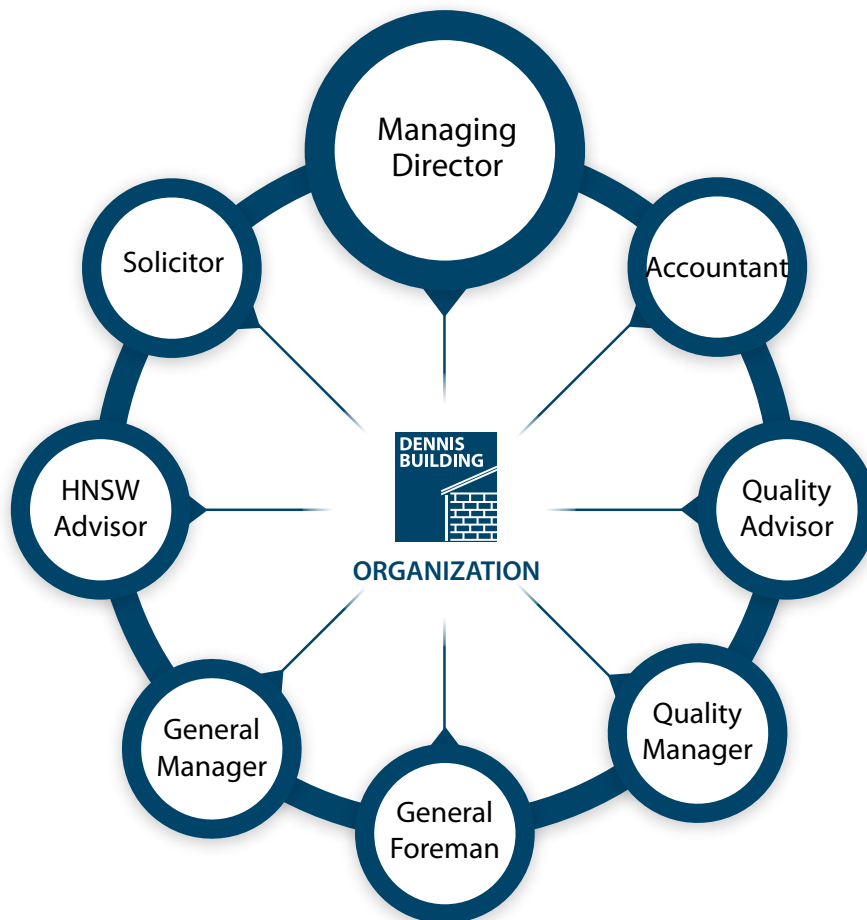 Managing
Director
Solicitor
Accountant
DENNIS
BUILDING
ORGANIZATION
HNSW
Advisor
Quality
Advisor
General
Manager
Quality
Manager
General
Foreman